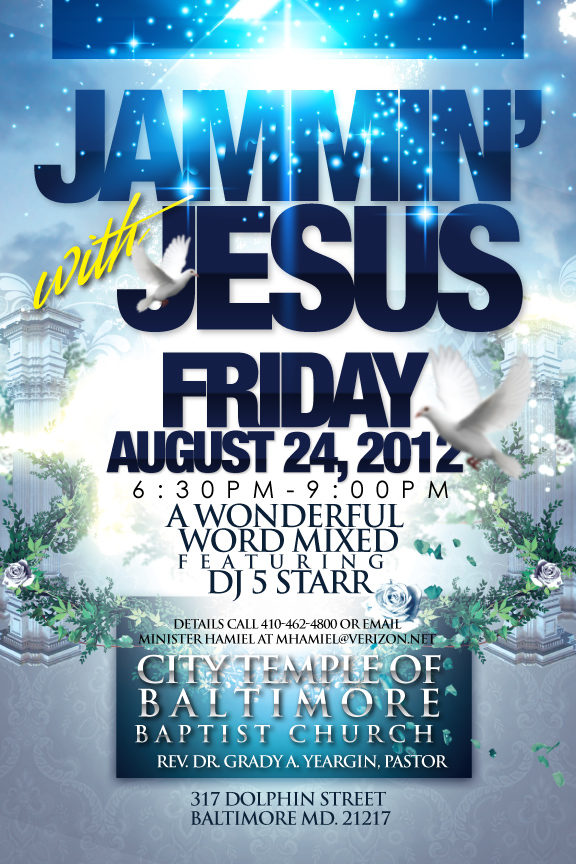 JAMMIN'
with JESUS
FRIDAY
AUGUST 24, 2012
6:30PM-9:00PM
A WONDERFUL
WORD MIXED
FEATURING
DJ 5 STARR
DETAILS CALL 410-462-4800 OR EMAIL
MINISTER HAMIEL AT MHAMIEL@VERIZON.NET
CITY TEMPLE OF
BALTIMORE
BAPTIST CHURCH
REV. DR. GRADY A. YEARGIN, PASTOR
317 DOLPHIN STREET
BALTIMORE MD. 21217